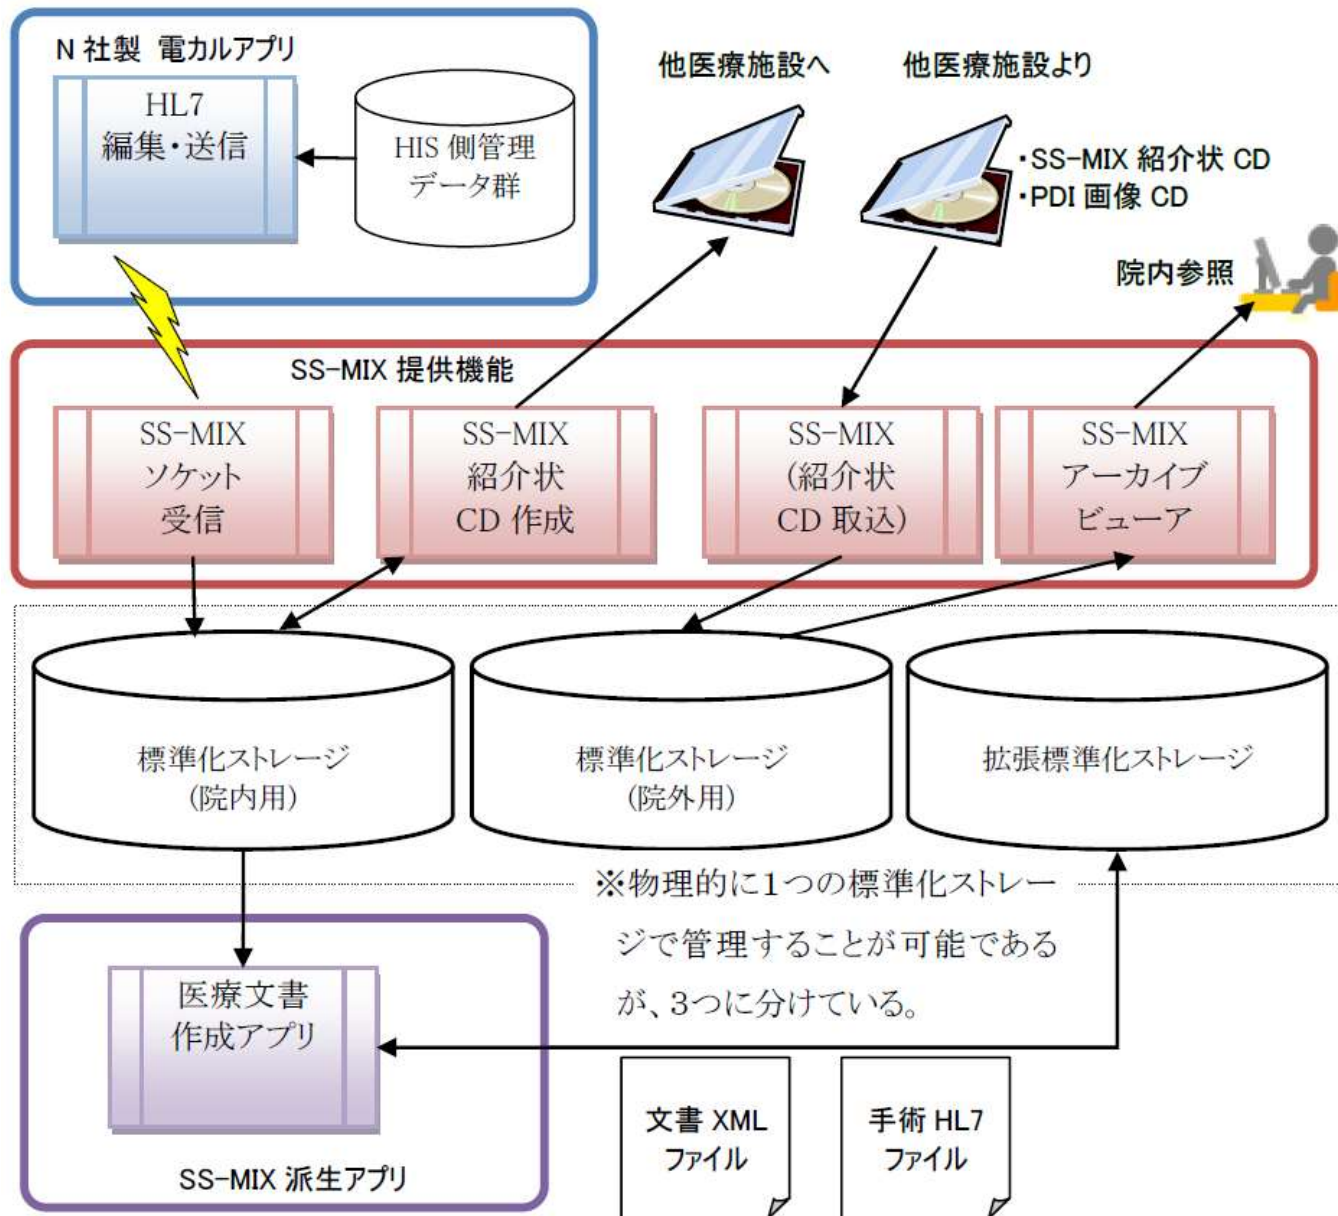 N 社製 電カルアプリ
HL7
編集・送信
HIS 側管理
データ群
他医療施設へ
他医療施設より
・SS-MIX 紹介状 CD
・PDI 画像 CD
院内参照
SS-MIX 提供機能
SS-MIX
ソケット
受信
SS-MIX
紹介状
CD 作成
SS-MIX
(紹介状
CD 取込)
SS-MIX
アーカイブ
ビューア
標準化ストレージ
(院内用)
標準化ストレージ
(院外用)
拡張標準化ストレージ
※物理的に1つの標準化ストレー
ジで管理することが可能である
が、3つに分けている。
医療文書
作成アプリ
SS-MIX 派生アプリ
文書 XML
ファイル
手術 HL7
ファイル